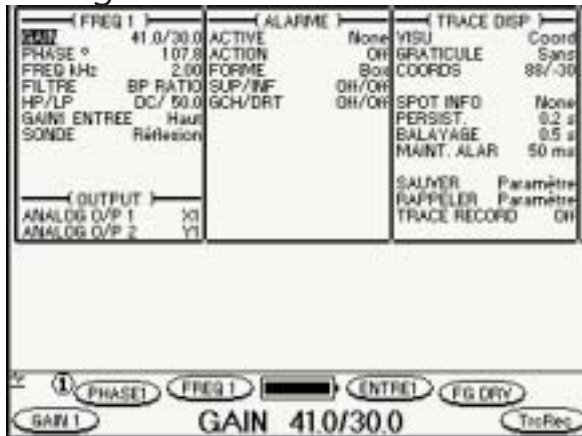 FREQ 1
GAIN 41.0/30.0
PHASE ° 107.8
FREQ kHz 2.00
FILTRE BP RATIO
HP/LP DC/ 50.0
GAIN1 ENTREE Haut
SONDE Réflexion
OUTPUT
ANALOG O/P 1 X1
ANALOG O/P 2 Y1
ALARME
ACTIVE None
ACTION Off
FORME Box
SUP/INF Off/Off
GCH/DRT Off/Off
TRACE DISP
VISU Coord
GRATICULE Sans
COORDS 88/-30
SPOT INFO None
PERSIST. 0.2 s
BALAYAGE 0.5 s
MAINT. ALAR 50 ms
SAUVER Paramètre
RAPPELER Paramètre
TRACE RECORD Off
1 PHASE1 FREQ 1 ENTRE1 FG DRY
GAIN 1 GAIN 41.0/30.0 TrcRec